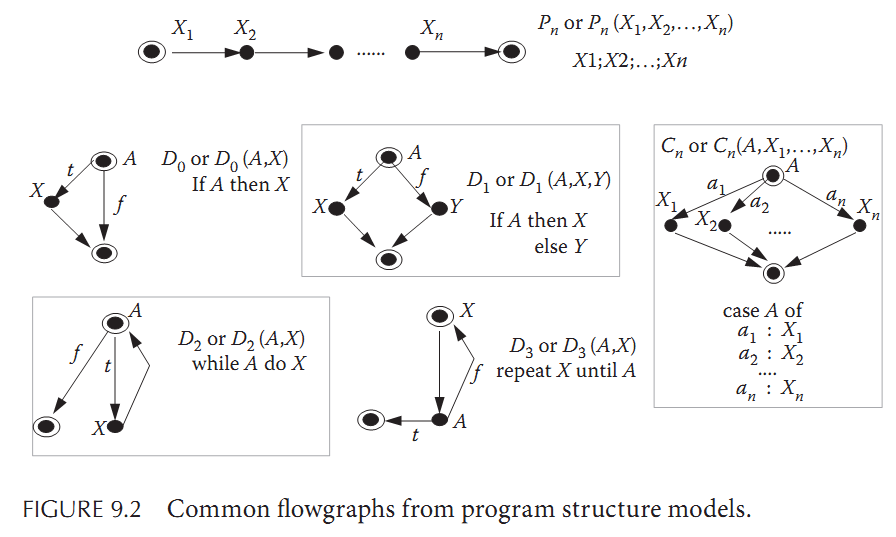 X1 X2 Xn Pn or Pn (X1,X2,…,Xn)
......
X1;X2;…;Xn
A D0 or D0 (A,X)
t
If A then X
X
f
A
t f
D1 or D1 (A,X,Y)
X Y
If A then X
else Y
Cn or Cn(A,X1,…,Xn)
A
a1 a2 an
X1 X2 Xn
.....
case A of
a1 : X1
a2 : X2
....
an : Xn
A
D2 or D2 (A,X)
f t
while A do X
X
X
D3 or D3 (A,X)
f repeat X until A
A
t
FIGURE 9.2 Common flowgraphs from program structure models.